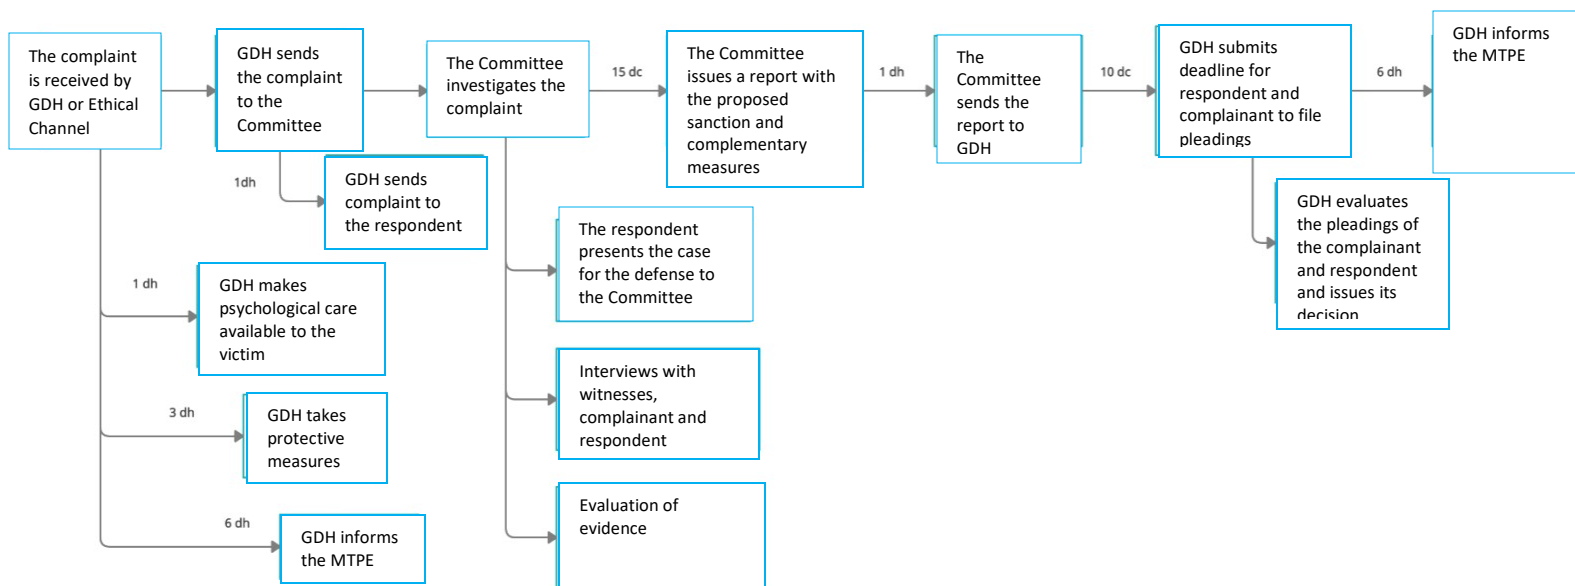 The complaint
is received by
GDH or Ethical
Channel
GDH sends
the complaint
to the
Committee
The Committee
investigates the
complaint
15 dc
The Committee
issues a report with
the proposed
sanction and
complementary
measures
1 dh
The
Committee
sends the
report to
GDH
10 dc
GDH submits
deadline for
respondent and
complainant to file
pleadings
6 dh
GDH informs
the MTPE
1dh
GDH sends
complaint to
the respondent
1 dh
GDH makes
psychological care
available to the
victim
3 dh
GDH takes
protective
measures
6 dh
GDH informs
the MTPE
The respondent
presents the case
for the defense to
the Committee
Interviews with
witnesses,
complainant and
respondent
Evaluation of
evidence
GDH evaluates
the pleadings of
the complainant
and respondent
and issues its
decision